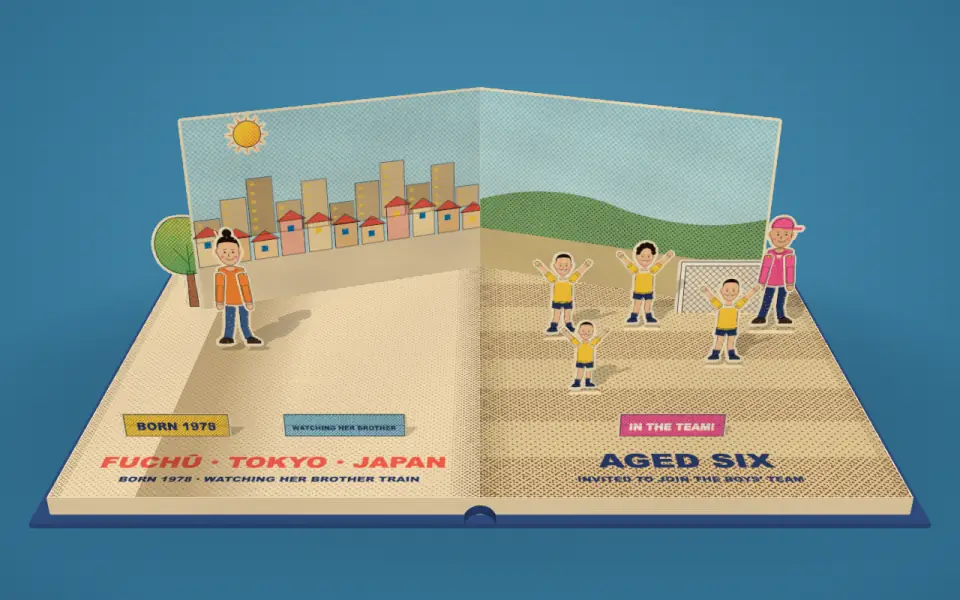 BORN 1978
WATCHING HER BROTHER
FUCHŪ · TOKYO · JAPAN
BORN 1978 · WATCHING HER BROTHER TRAIN
IN THE TEAM!
AGED SIX
INVITED TO JOIN THE BOYS' TEAM